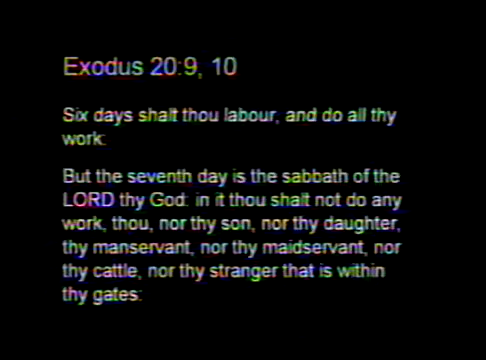 Exodus 20:9, 10
Six days shalt thou labour, and do all thy
work:
But the seventh day is the sabbath of the
LORD thy God: in it thou shalt not do any
work, thou, nor thy son, nor thy daughter,
thy manservant, nor thy maidservant, nor
thy cattle, nor thy stranger that is within
thy gates: